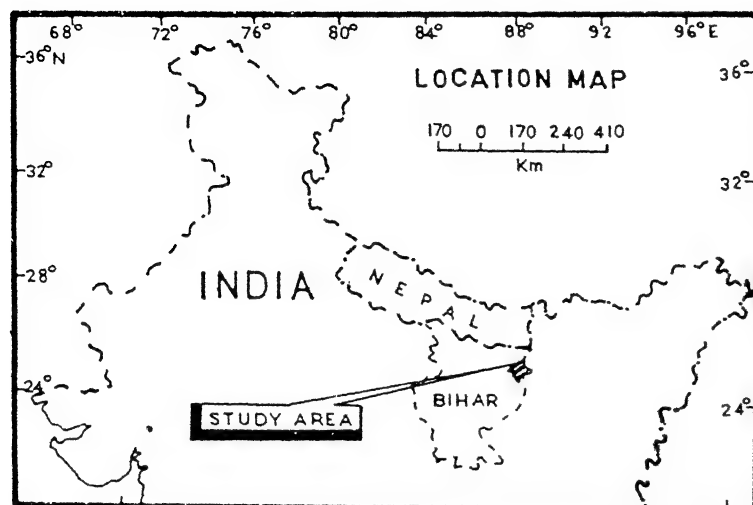 68° 72° 76° 80° 84° 88° 92° 96°E
36°N
36°
LOCATION MAP
170 0 170 240 410
Km
32°
32°
28°
INDIA
NEPAL
24°
24°
BIHAR
STUDY AREA